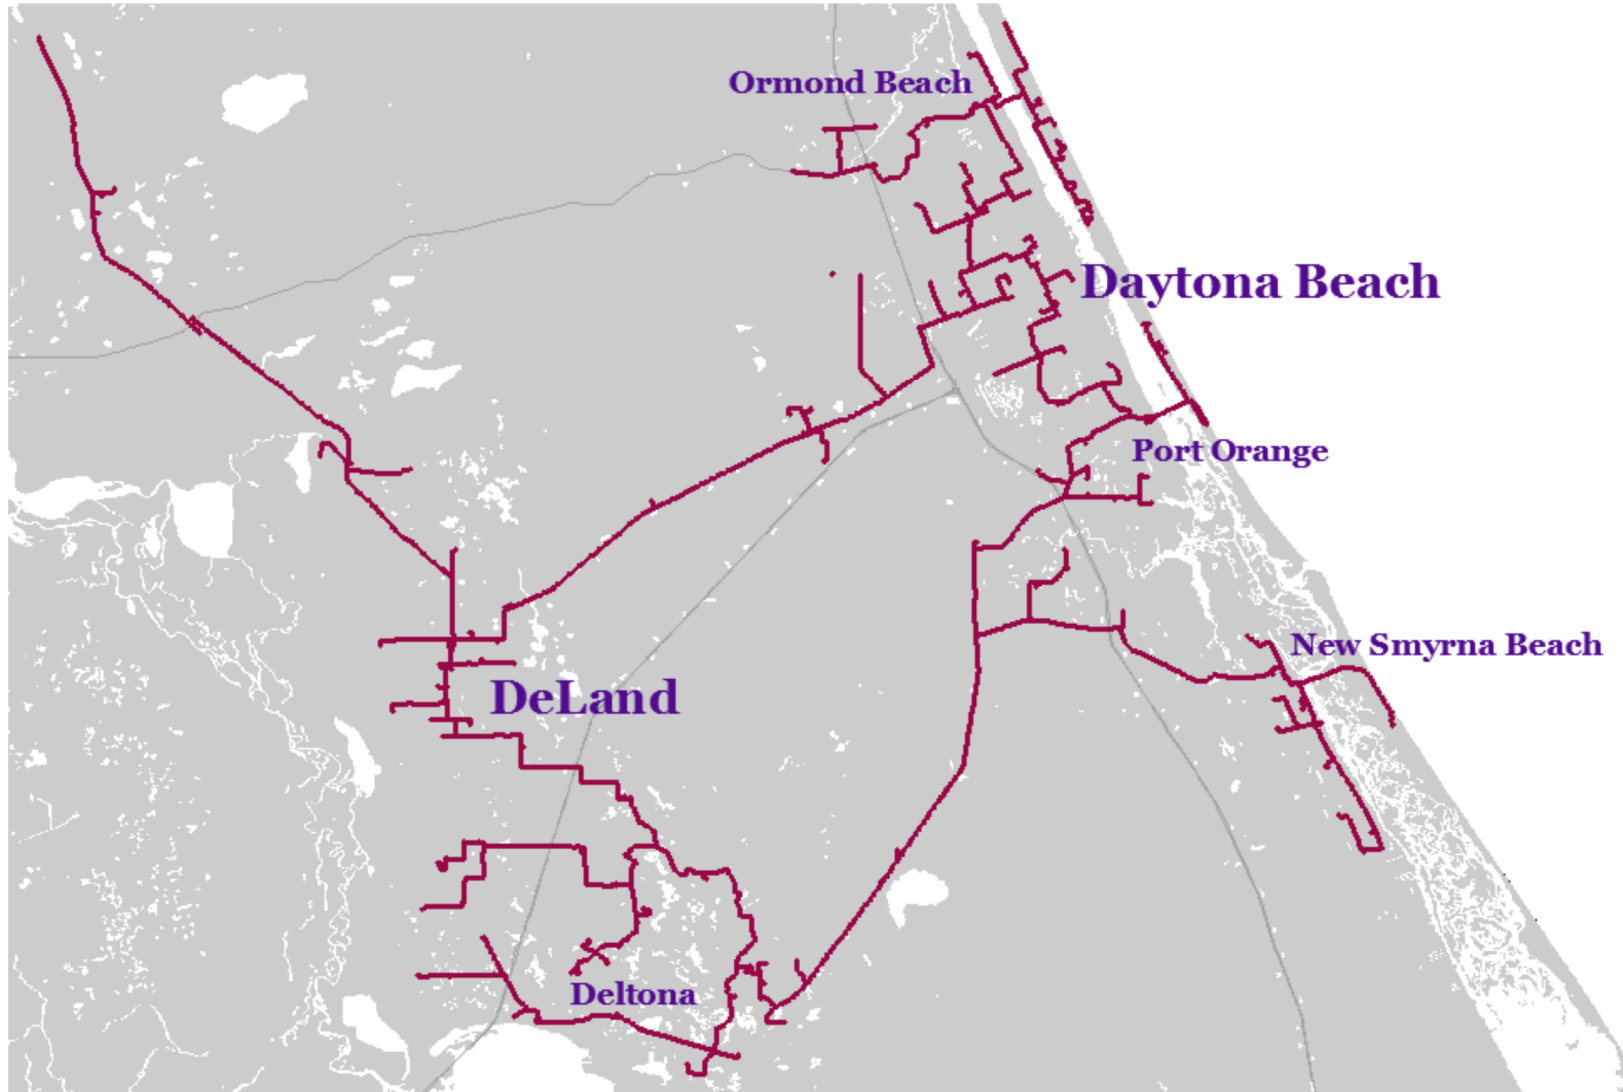 Ormond Beach
Daytona Beach
Port Orange
New Smyrna Beach
DeLand
Deltona